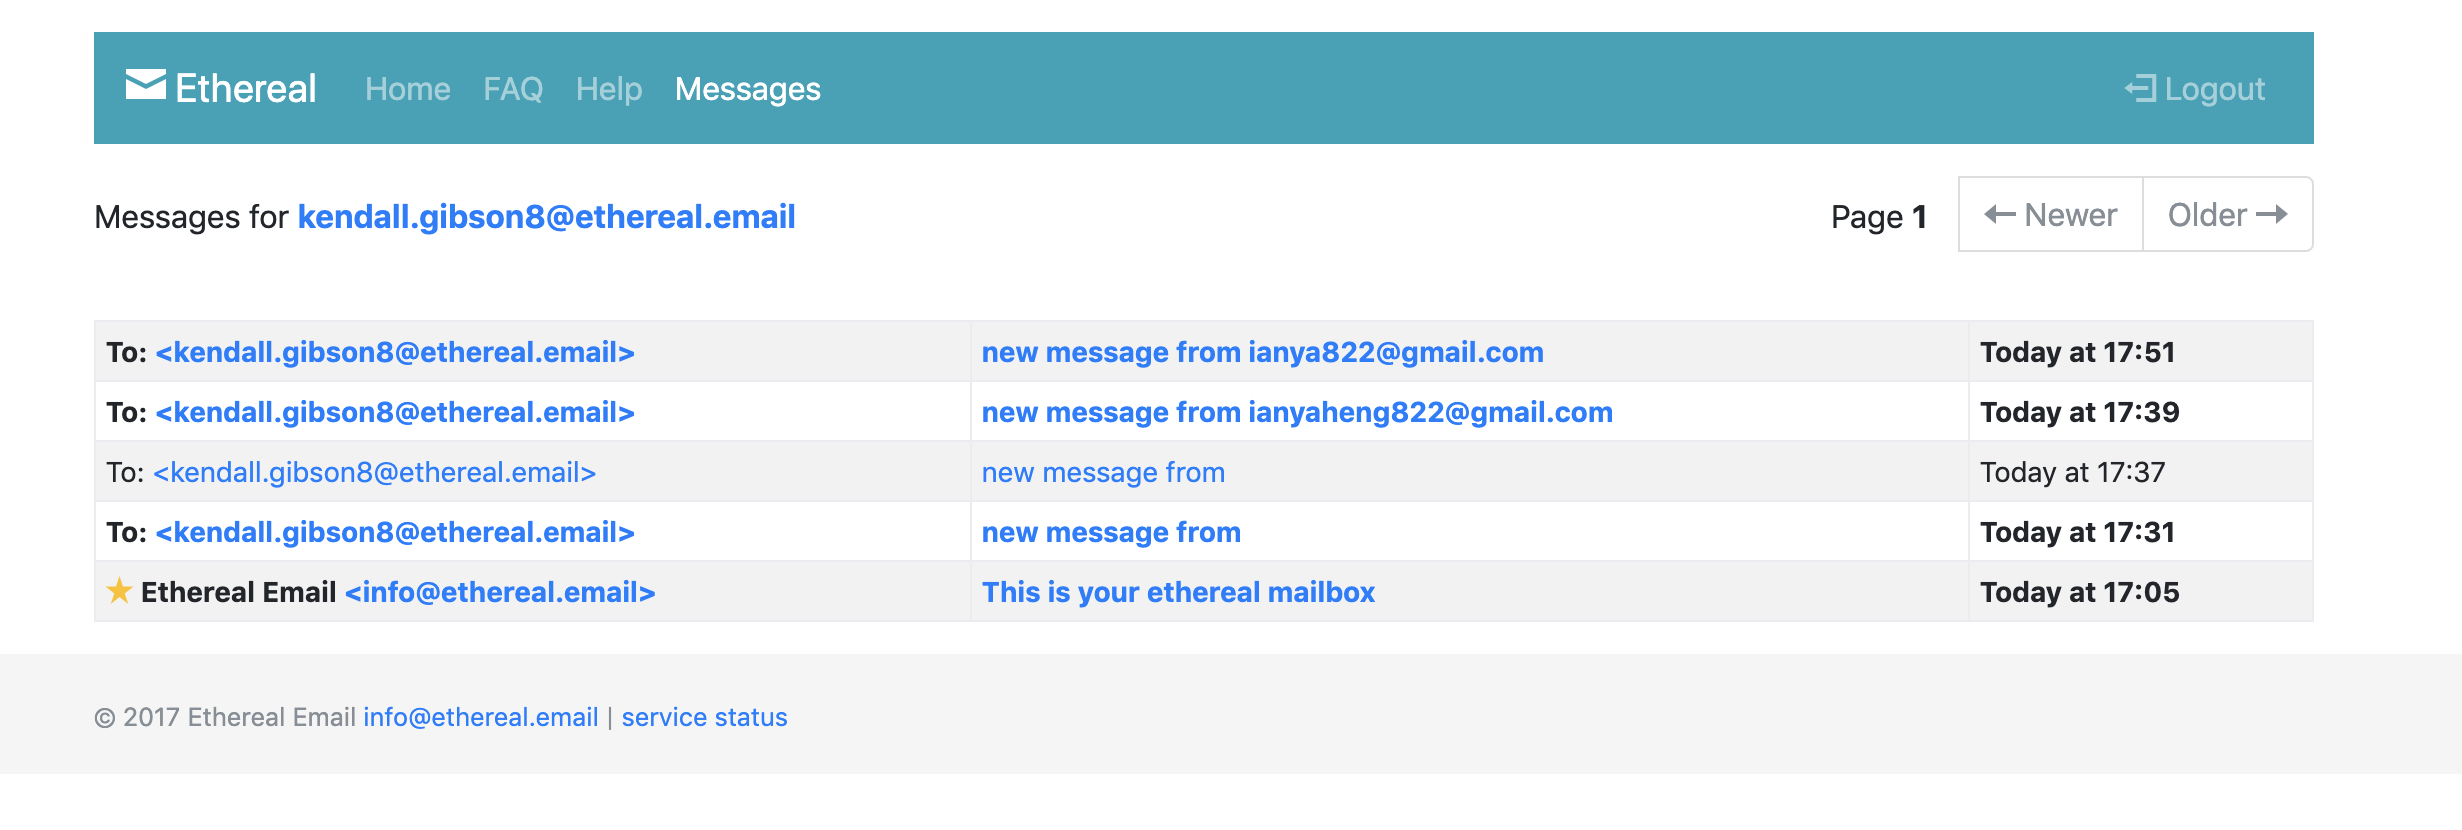 Ethereal Home FAQ Help Messages Logout
Messages for kendall.gibson8@ethereal.email Page 1 Newer Older
To: <kendall.gibson8@ethereal.email> new message from ianya822@gmail.com Today at 17:51
To: <kendall.gibson8@ethereal.email> new message from ianyaheng822@gmail.com Today at 17:39
To: <kendall.gibson8@ethereal.email> new message from Today at 17:37
To: <kendall.gibson8@ethereal.email> new message from Today at 17:31
Ethereal Email <info@ethereal.email> This is your ethereal mailbox Today at 17:05
© 2017 Ethereal Email info@ethereal.email | service status